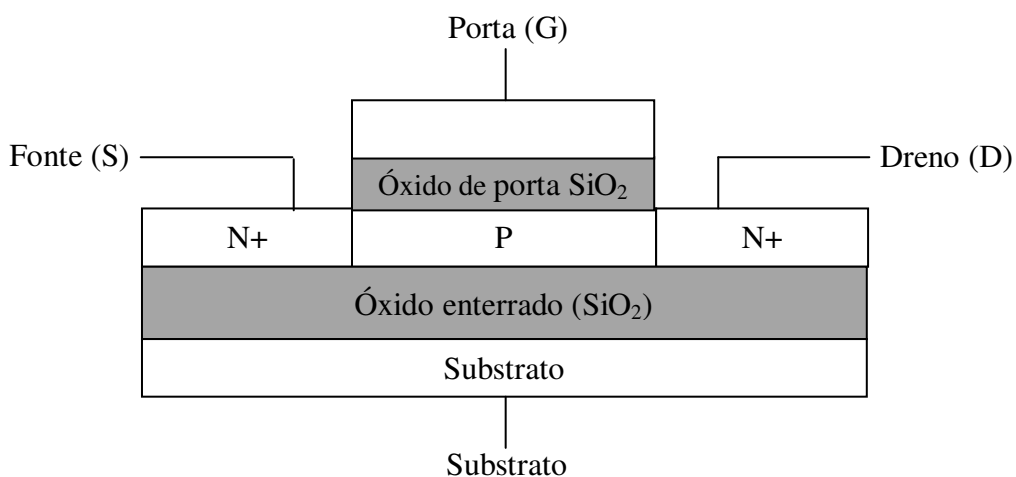 Porta (G)
Fonte (S)
Dreno (D)
Óxido de porta SiO₂
N+
P
N+
Óxido enterrado (SiO₂)
Substrato
Substrato